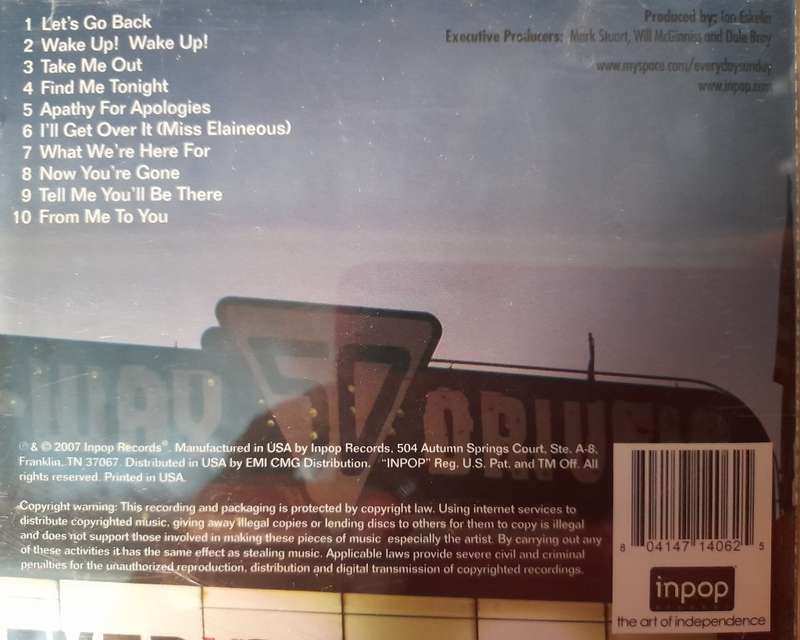 1 Let's Go Back
2 Wake Up! Wake Up!
3 Take Me Out
4 Find Me Tonight
5 Apathy For Apologies
6 I'll Get Over It (Miss Elaineous)
7 What We're Here For
8 Now You're Gone
9 Tell Me You'll Be There
10 From Me To You
Produced by: Ian Eskelin
Executive Producers: Mark Stuart, Will McGinniss and Dale Bray
www.myspace.com/everydaysunday
www.inpop.com
WAY 57 DRIVE IN
℗ & © 2007 Inpop Records®. Manufactured in USA by Inpop Records, 504 Autumn Springs Court, Ste. A-8,
Franklin, TN 37067. Distributed in USA by EMI CMG Distribution. "INPOP" Reg. U.S. Pat. and TM Off. All
rights reserved. Printed in USA.
Copyright warning: This recording and packaging is protected by copyright law. Using internet services to
distribute copyrighted music, giving away illegal copies or lending discs to others for them to copy is illegal
and does not support those involved in making these pieces of music especially the artist. By carrying out any
of these activities it has the same effect as stealing music. Applicable laws provide severe civil and criminal
penalties for the unauthorized reproduction, distribution and digital transmission of copyrighted recordings.
8 04147 14062 5
inpop
RECORDS
the art of independence